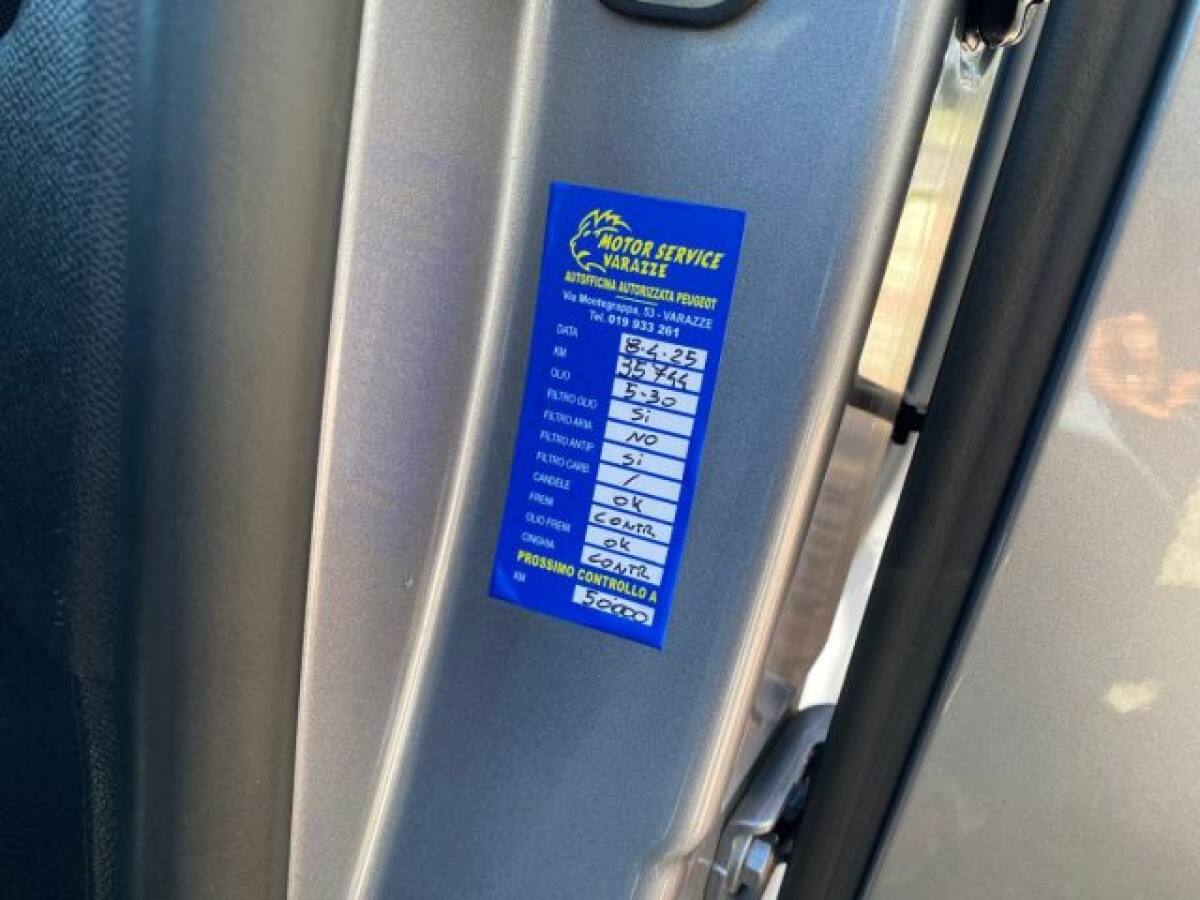 MOTOR SERVICE
VARAZZE
AUTOFFICINA AUTORIZZATA PEUGEOT
Via Montegrappa, 53 - VARAZZE
Tel. 019 933 261
DATA 8.4.25
KM 35744
OLIO 5-30
FILTRO OLIO Si
FILTRO ARIA NO
FILTRO ANTIP. Si
FILTRO CARB. /
CANDELE OK
FRENI CONTR
OLIO FRENI OK
CINGHIA CONTR
PROSSIMO CONTROLLO A
KM 50000